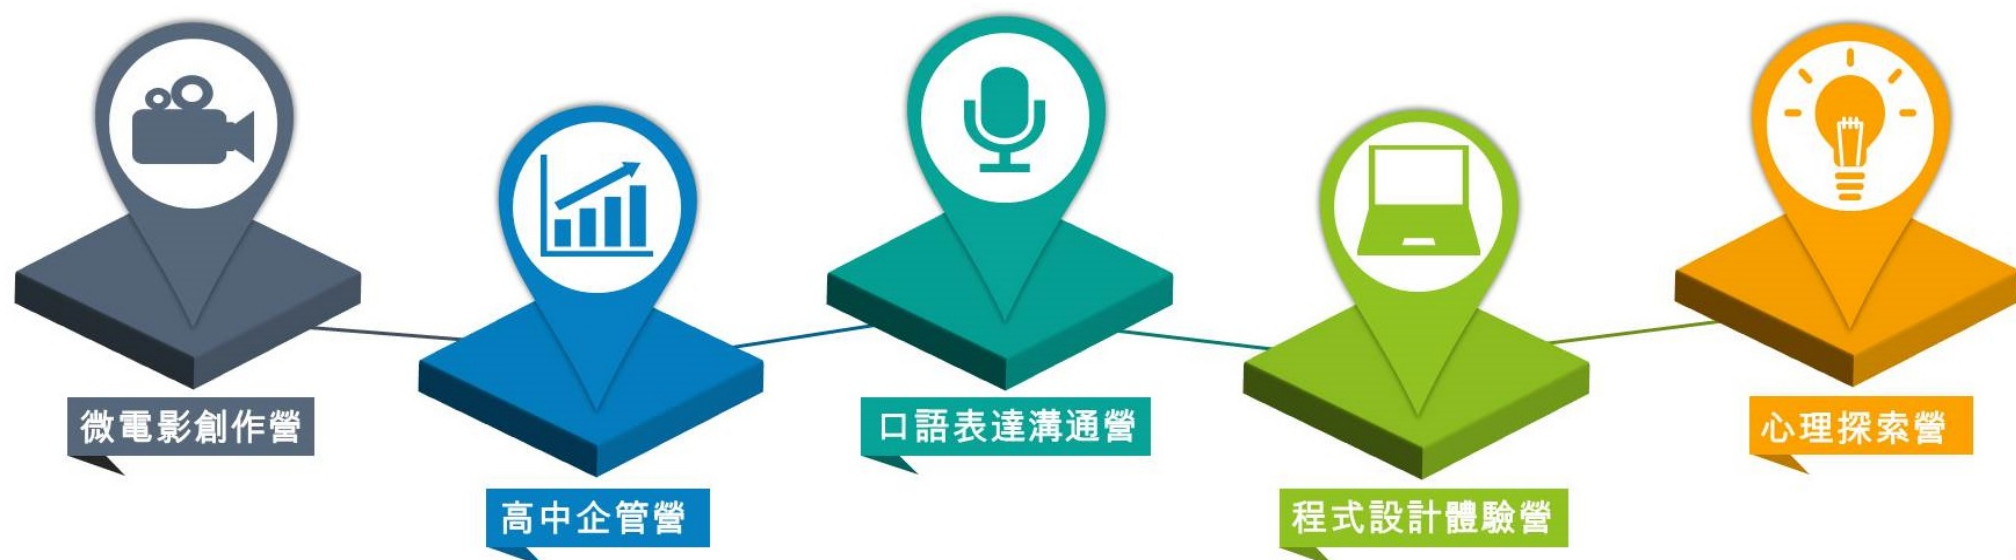 微電影創作營
高中企管營
口語表達溝通營
程式設計體驗營
心理探索營